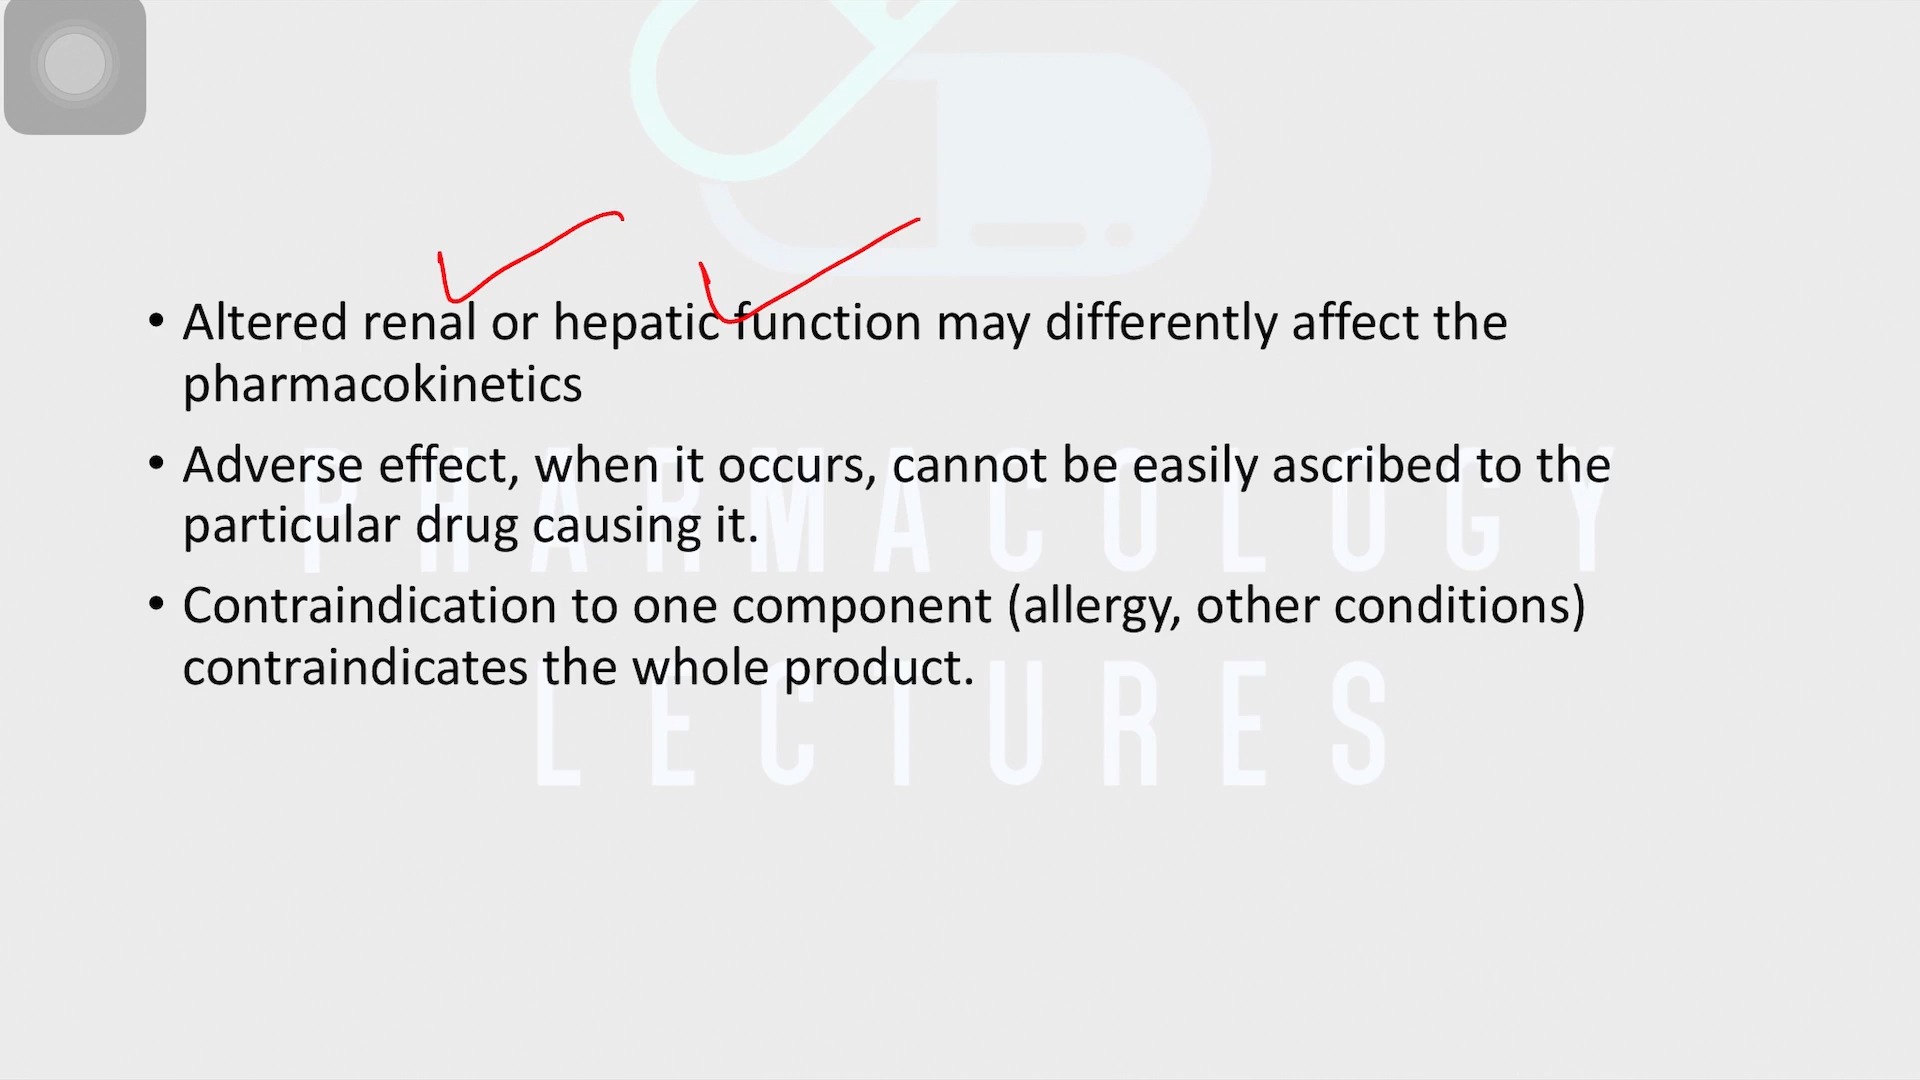 • Altered renal or hepatic function may differently affect the
pharmacokinetics
• Adverse effect, when it occurs, cannot be easily ascribed to the
particular drug causing it.
• Contraindication to one component (allergy, other conditions)
contraindicates the whole product.
PHARMACOLOGY
LECTURES